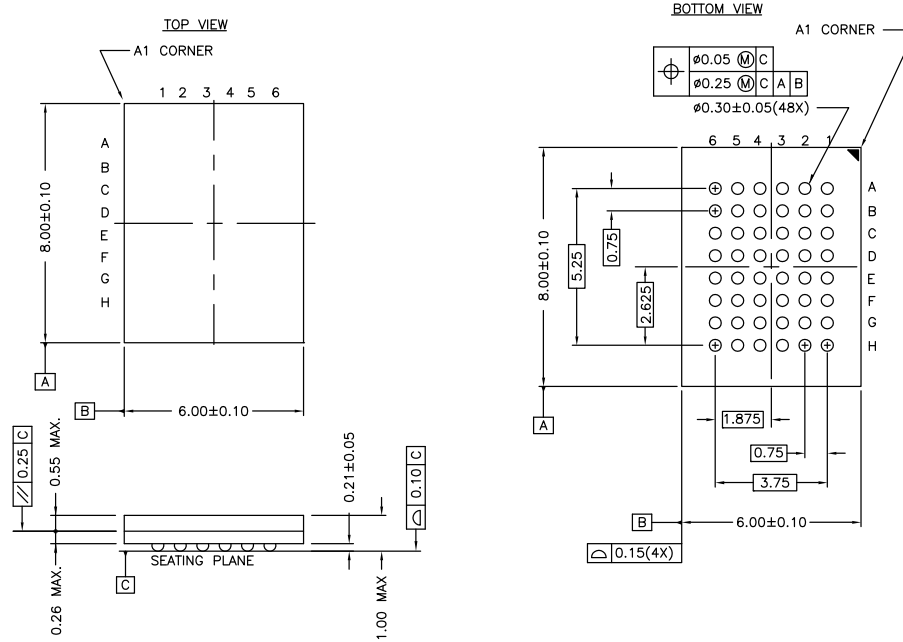 TOP VIEW
A1 CORNER
1 2 3 4 5 6
A
B
C
D
E
F
G
H
8.00±0.10
A
B
6.00±0.10
// 0.25 C
0.55 MAX.
0.21±0.05
⌓ 0.10 C
SEATING PLANE
C
0.26 MAX.
1.00 MAX
BOTTOM VIEW
A1 CORNER
⌖ ø0.05 Ⓜ C
ø0.25 Ⓜ C A B
ø0.30±0.05(48X)
6 5 4 3 2 1
A
B
C
D
E
F
G
H
8.00±0.10
5.25
0.75
2.625
A
1.875
0.75
3.75
B
6.00±0.10
⌓ 0.15(4X)